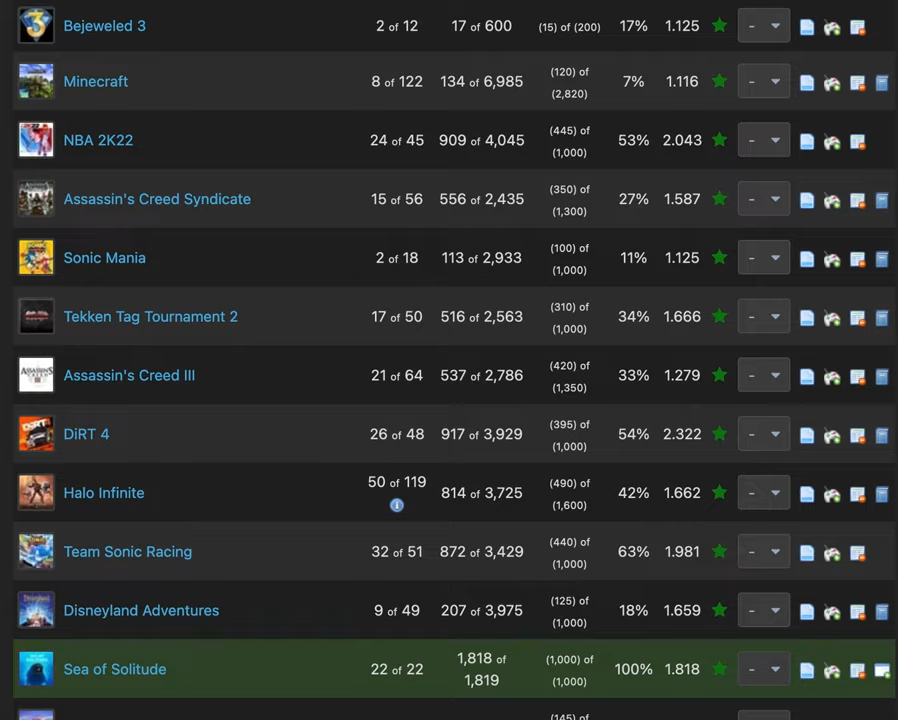 Bejeweled 3 2 of 12 17 of 600 (15) of (200) 17% 1.125 -
Minecraft 8 of 122 134 of 6,985 (120) of (2,820) 7% 1.116 -
NBA 2K22 24 of 45 909 of 4,045 (445) of (1,000) 53% 2.043 -
Assassin's Creed Syndicate 15 of 56 556 of 2,435 (350) of (1,300) 27% 1.587 -
Sonic Mania 2 of 18 113 of 2,933 (100) of (1,000) 11% 1.125 -
Tekken Tag Tournament 2 17 of 50 516 of 2,563 (310) of (1,000) 34% 1.666 -
Assassin's Creed III 21 of 64 537 of 2,786 (420) of (1,350) 33% 1.279 -
DiRT 4 26 of 48 917 of 3,929 (395) of (1,000) 54% 2.322 -
Halo Infinite 50 of 119 814 of 3,725 (490) of (1,600) 42% 1.662 -
Team Sonic Racing 32 of 51 872 of 3,429 (440) of (1,000) 63% 1.981 -
Disneyland Adventures 9 of 49 207 of 3,975 (125) of (1,000) 18% 1.659 -
Sea of Solitude 22 of 22 1,818 of 1,819 (1,000) of (1,000) 100% 1.818 -
(145) of